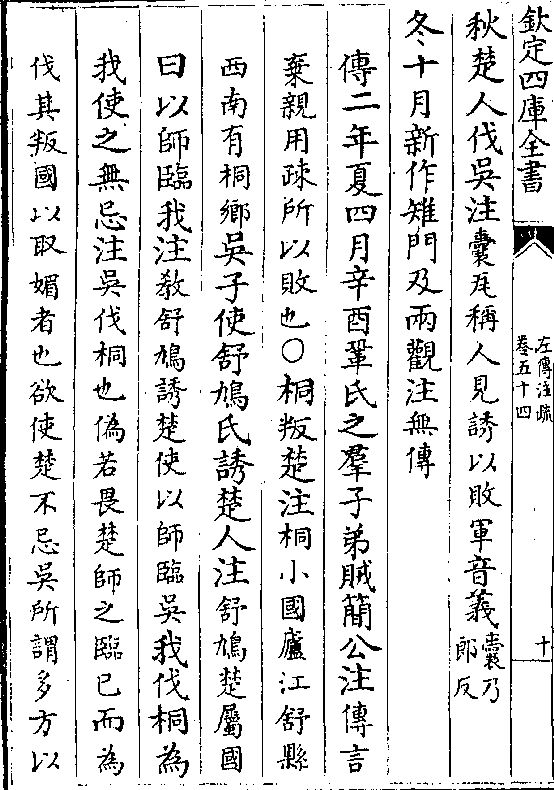 欽定四庫全書
左傳注疏
卷五十四
十
秋楚人伐吳注囊瓦稱人見誘以敗軍音義囊乃
郎反
冬十月新作雉門及兩觀注無傳
傳二年夏四月辛酉鞏氏之羣子弟賊簡公注傳言
棄親用疎所以敗也○桐叛楚注桐小國廬江舒縣
西南有桐鄉吳子使舒鳩氏誘楚人注舒鳩楚屬國
曰以師臨我注敎舒鳩誘楚使以師臨吳我伐桐為
我使之無忌注吳伐桐也偽若畏楚師之臨已而為
伐其叛國以取媚者也欲使楚不忌吳所謂多方以